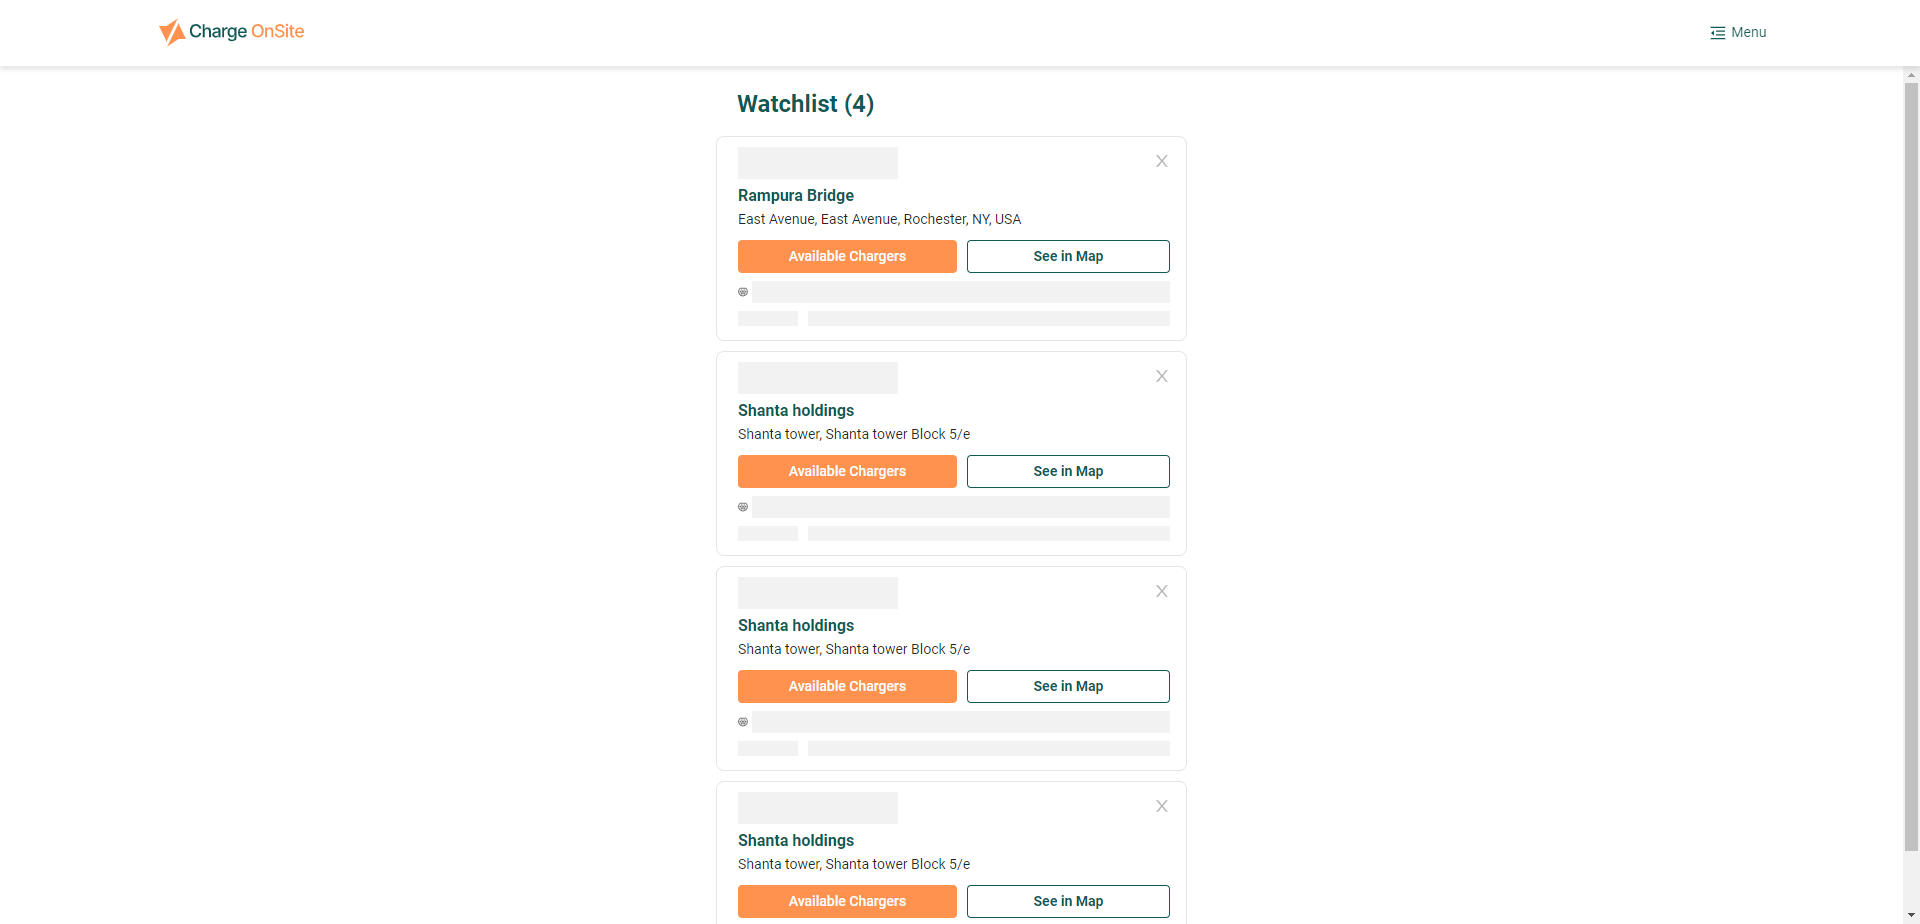 Charge OnSite
Menu
Watchlist (4)
X
Rampura Bridge
East Avenue, East Avenue, Rochester, NY, USA
Available Chargers
See in Map
X
Shanta holdings
Shanta tower, Shanta tower Block 5/e
Available Chargers
See in Map
X
Shanta holdings
Shanta tower, Shanta tower Block 5/e
Available Chargers
See in Map
X
Shanta holdings
Shanta tower, Shanta tower Block 5/e
Available Chargers
See in Map